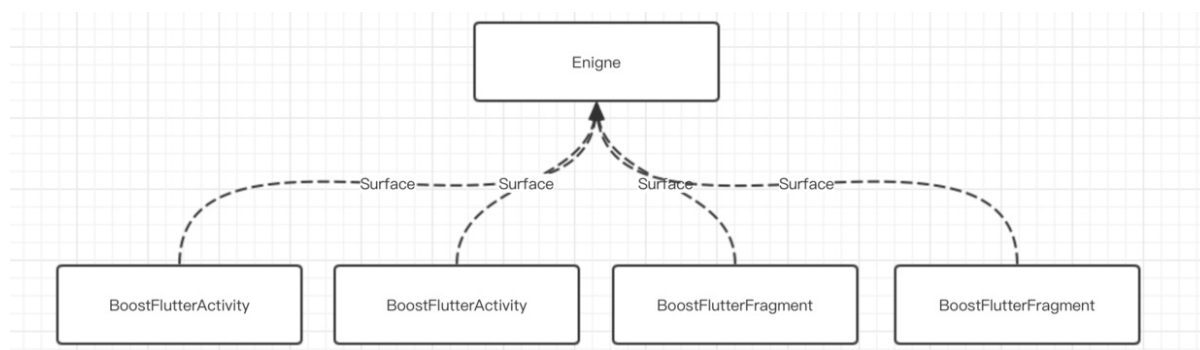 Enigne
Surface Surface Surface Surface
BoostFlutterActivity BoostFlutterActivity BoostFlutterFragment BoostFlutterFragment